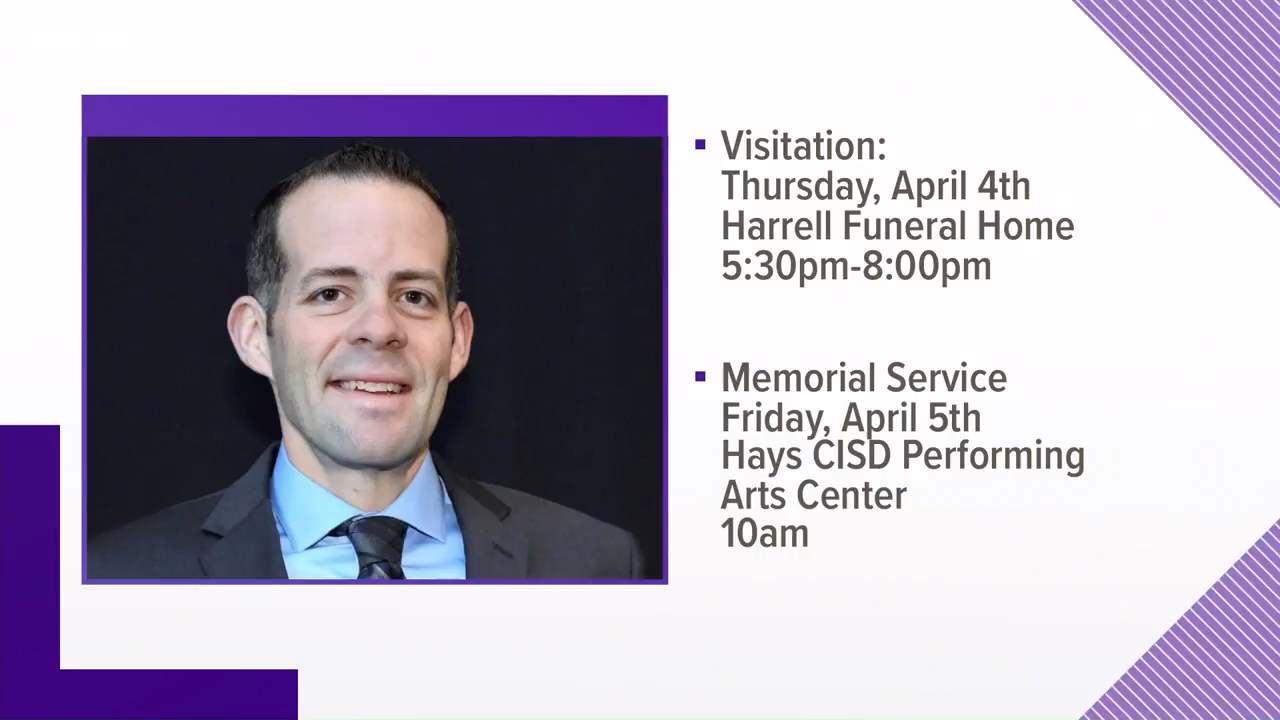 Visitation:
Thursday, April 4th
Harrell Funeral Home
5:30pm-8:00pm
Memorial Service
Friday, April 5th
Hays CISD Performing
Arts Center
10am